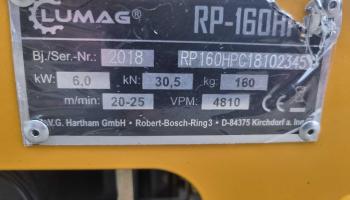 LUMAG® RP-160HP
Bj./Ser.-Nr.: 2018 RP160HPC18102345
kW: 6,0 kN: 30,5 kg: 160
m/min: 20-25 VPM: 4810
V.G. Hartham GmbH • Robert-Bosch-Ring3 • D-84375 Kirchdorf a. Inn